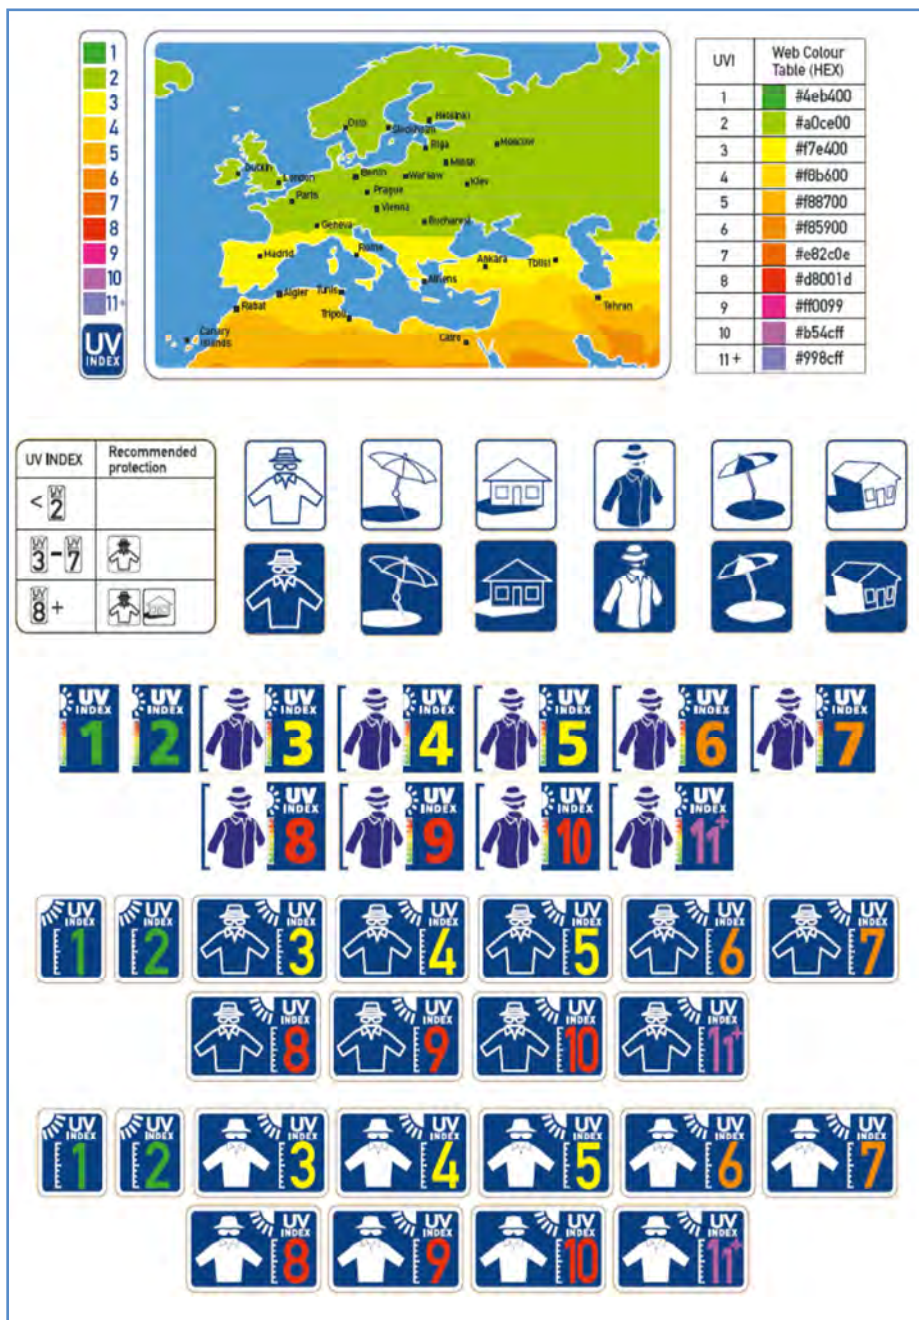 1
2
3
4
5
6
7
8
9
10
11+
UV
INDEX
Oslo
Helsinki
Stockholm
Riga
Moscow
Dublin
London
Berlin
Minsk
Warsaw
Kiev
Paris
Prague
Vienna
Geneva
Bucharest
Madrid
Rome
Ankara
Tbilisi
Athens
Algier
Tunis
Rabat
Tripoli
Tehran
Canary
Islands
Cairo
UVI Web Colour
Table (HEX)
1 #4eb400
2 #a0ce00
3 #f7e400
4 #f8b600
5 #f88700
6 #f85900
7 #e82c0e
8 #d8001d
9 #ff0099
10 #b54cff
11 + #998cff
UV INDEX Recommended
protection
< UV 2
UV 3 - UV 7
UV 8 +
UV INDEX 1
UV INDEX 2
UV INDEX 3
UV INDEX 4
UV INDEX 5
UV INDEX 6
UV INDEX 7
UV INDEX 8
UV INDEX 9
UV INDEX 10
UV INDEX 11+
UV INDEX 1
UV INDEX 2
UV INDEX 3
UV INDEX 4
UV INDEX 5
UV INDEX 6
UV INDEX 7
UV INDEX 8
UV INDEX 9
UV INDEX 10
UV INDEX 11+
UV INDEX 1
UV INDEX 2
UV INDEX 3
UV INDEX 4
UV INDEX 5
UV INDEX 6
UV INDEX 7
UV INDEX 8
UV INDEX 9
UV INDEX 10
UV INDEX 11+